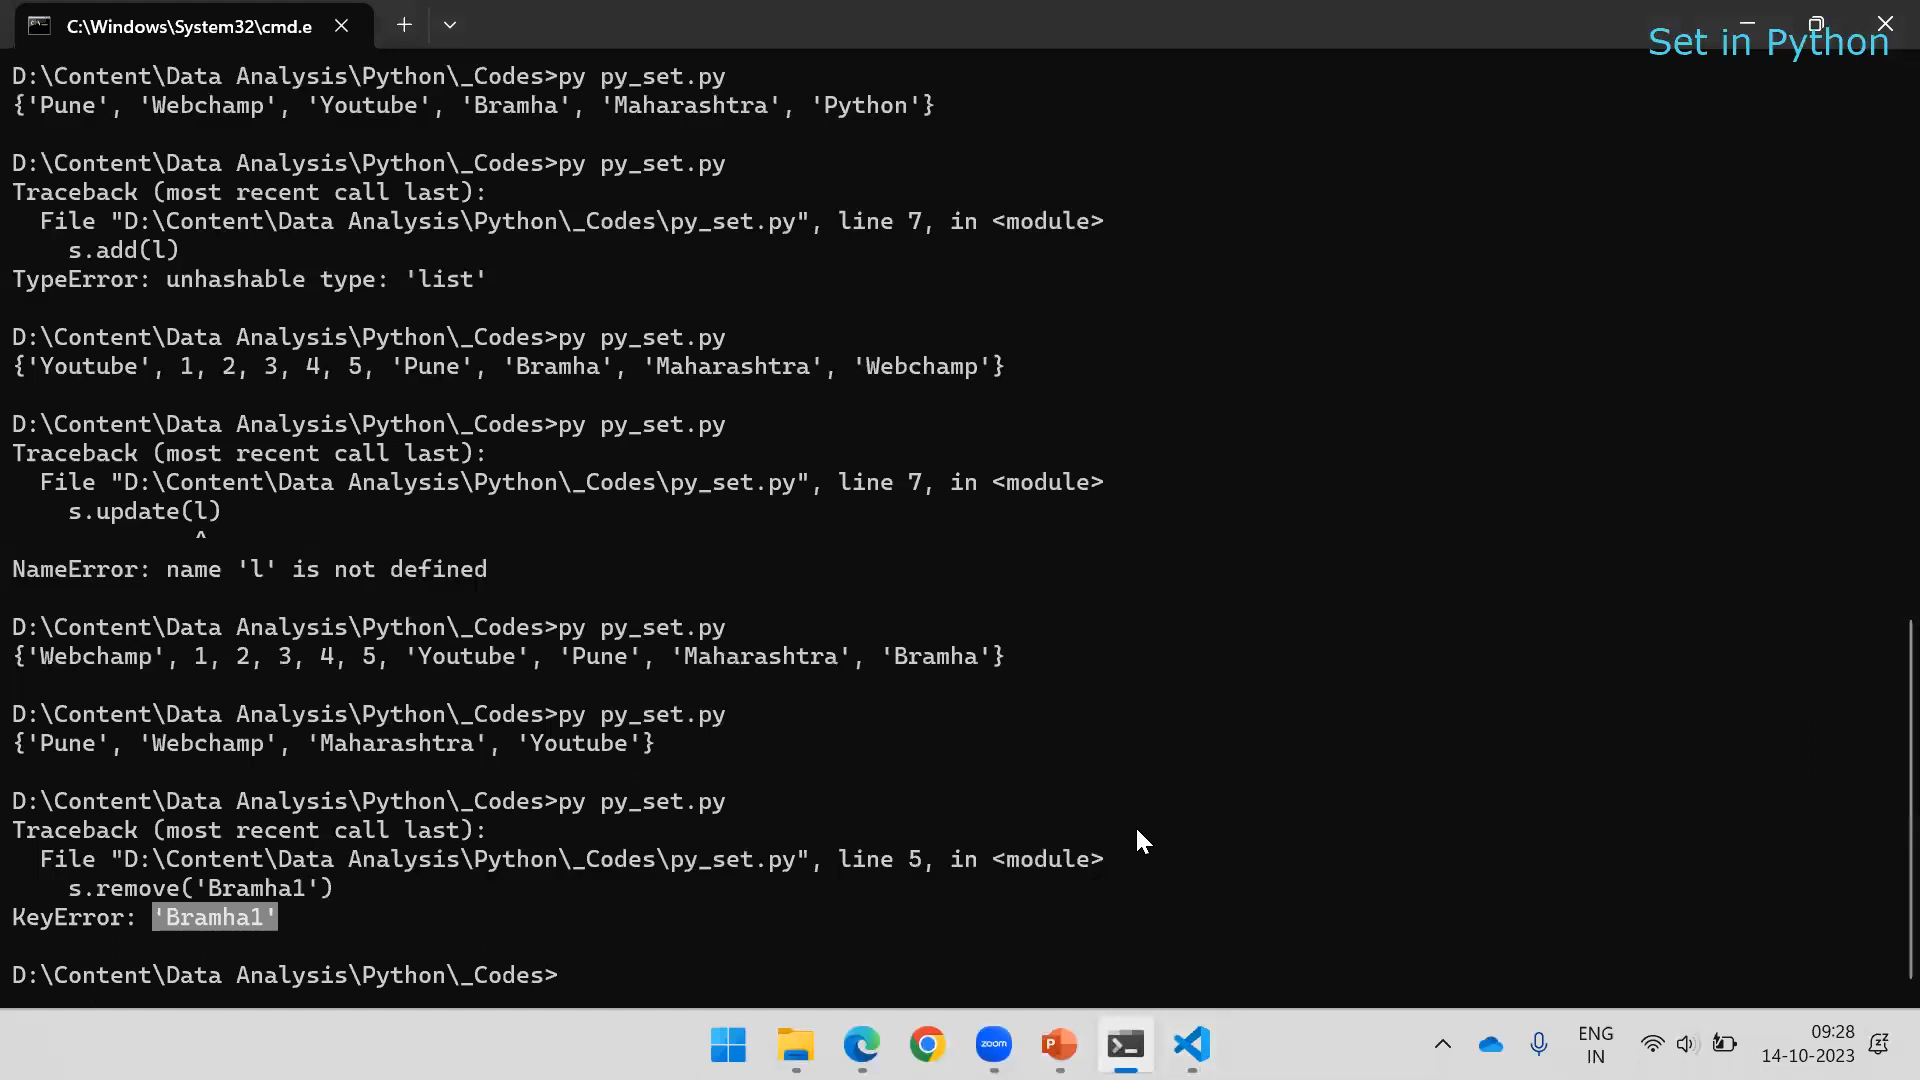 C:\Windows\System32\cmd.e
Set in Python
D:\Content\Data Analysis\Python\_Codes>py py_set.py
{'Pune', 'Webchamp', 'Youtube', 'Bramha', 'Maharashtra', 'Python'}
D:\Content\Data Analysis\Python\_Codes>py py_set.py
Traceback (most recent call last):
  File "D:\Content\Data Analysis\Python\_Codes\py_set.py", line 7, in <module>
    s.add(l)
TypeError: unhashable type: 'list'
D:\Content\Data Analysis\Python\_Codes>py py_set.py
{'Youtube', 1, 2, 3, 4, 5, 'Pune', 'Bramha', 'Maharashtra', 'Webchamp'}
D:\Content\Data Analysis\Python\_Codes>py py_set.py
Traceback (most recent call last):
  File "D:\Content\Data Analysis\Python\_Codes\py_set.py", line 7, in <module>
    s.update(l)
             ^
NameError: name 'l' is not defined
D:\Content\Data Analysis\Python\_Codes>py py_set.py
{'Webchamp', 1, 2, 3, 4, 5, 'Youtube', 'Pune', 'Maharashtra', 'Bramha'}
D:\Content\Data Analysis\Python\_Codes>py py_set.py
{'Pune', 'Webchamp', 'Maharashtra', 'Youtube'}
D:\Content\Data Analysis\Python\_Codes>py py_set.py
Traceback (most recent call last):
  File "D:\Content\Data Analysis\Python\_Codes\py_set.py", line 5, in <module>
    s.remove('Bramha1')
KeyError: 'Bramha1'
D:\Content\Data Analysis\Python\_Codes>
zoom
P
ENG
IN
09:28
14-10-2023